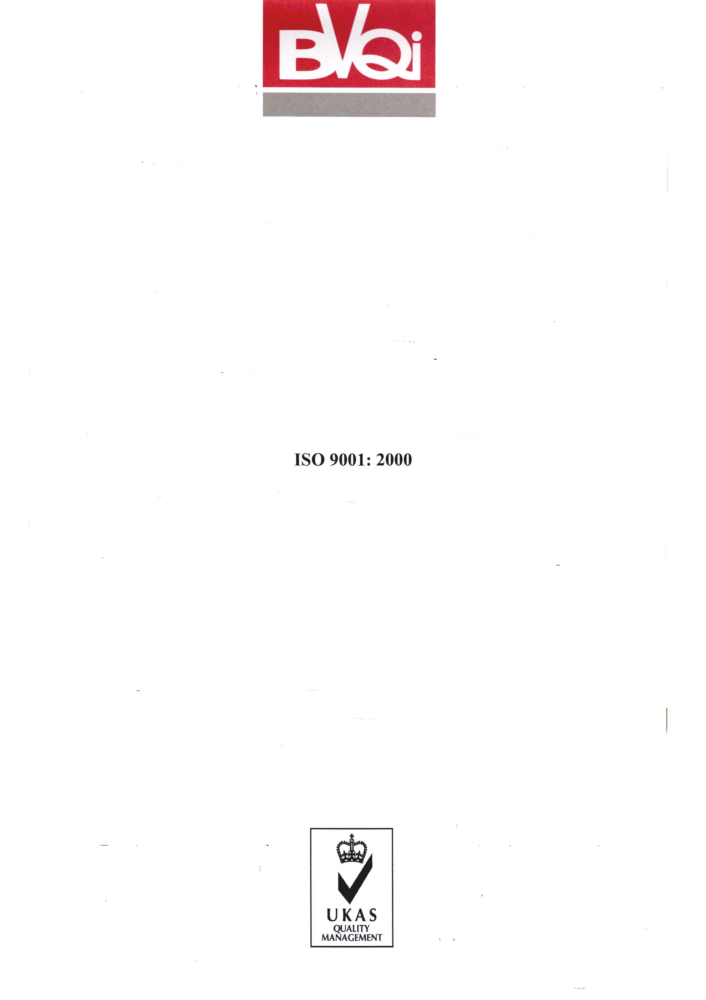 BVQi
ISO 9001: 2000
UKAS
QUALITY
MANAGEMENT